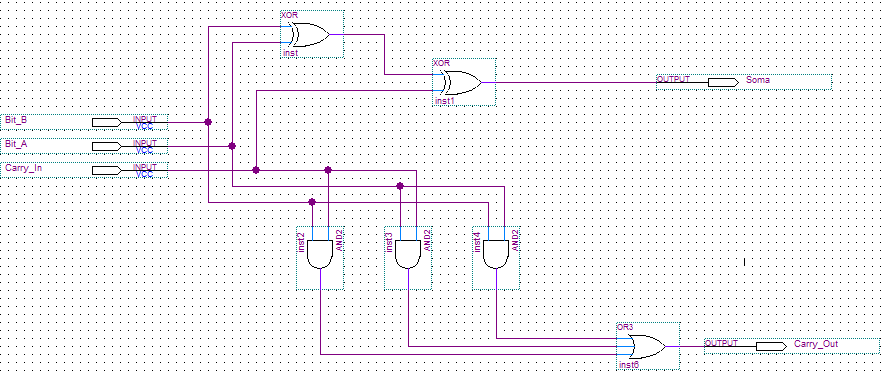 XOR
inst
XOR
inst1
OUTPUT Soma
Bit_B INPUT
VCC
Bit_A INPUT
VCC
Carry_In INPUT
VCC
inst2 AND2
inst3 AND2
inst4 AND2
OR3
inst6
OUTPUT Carry_Out